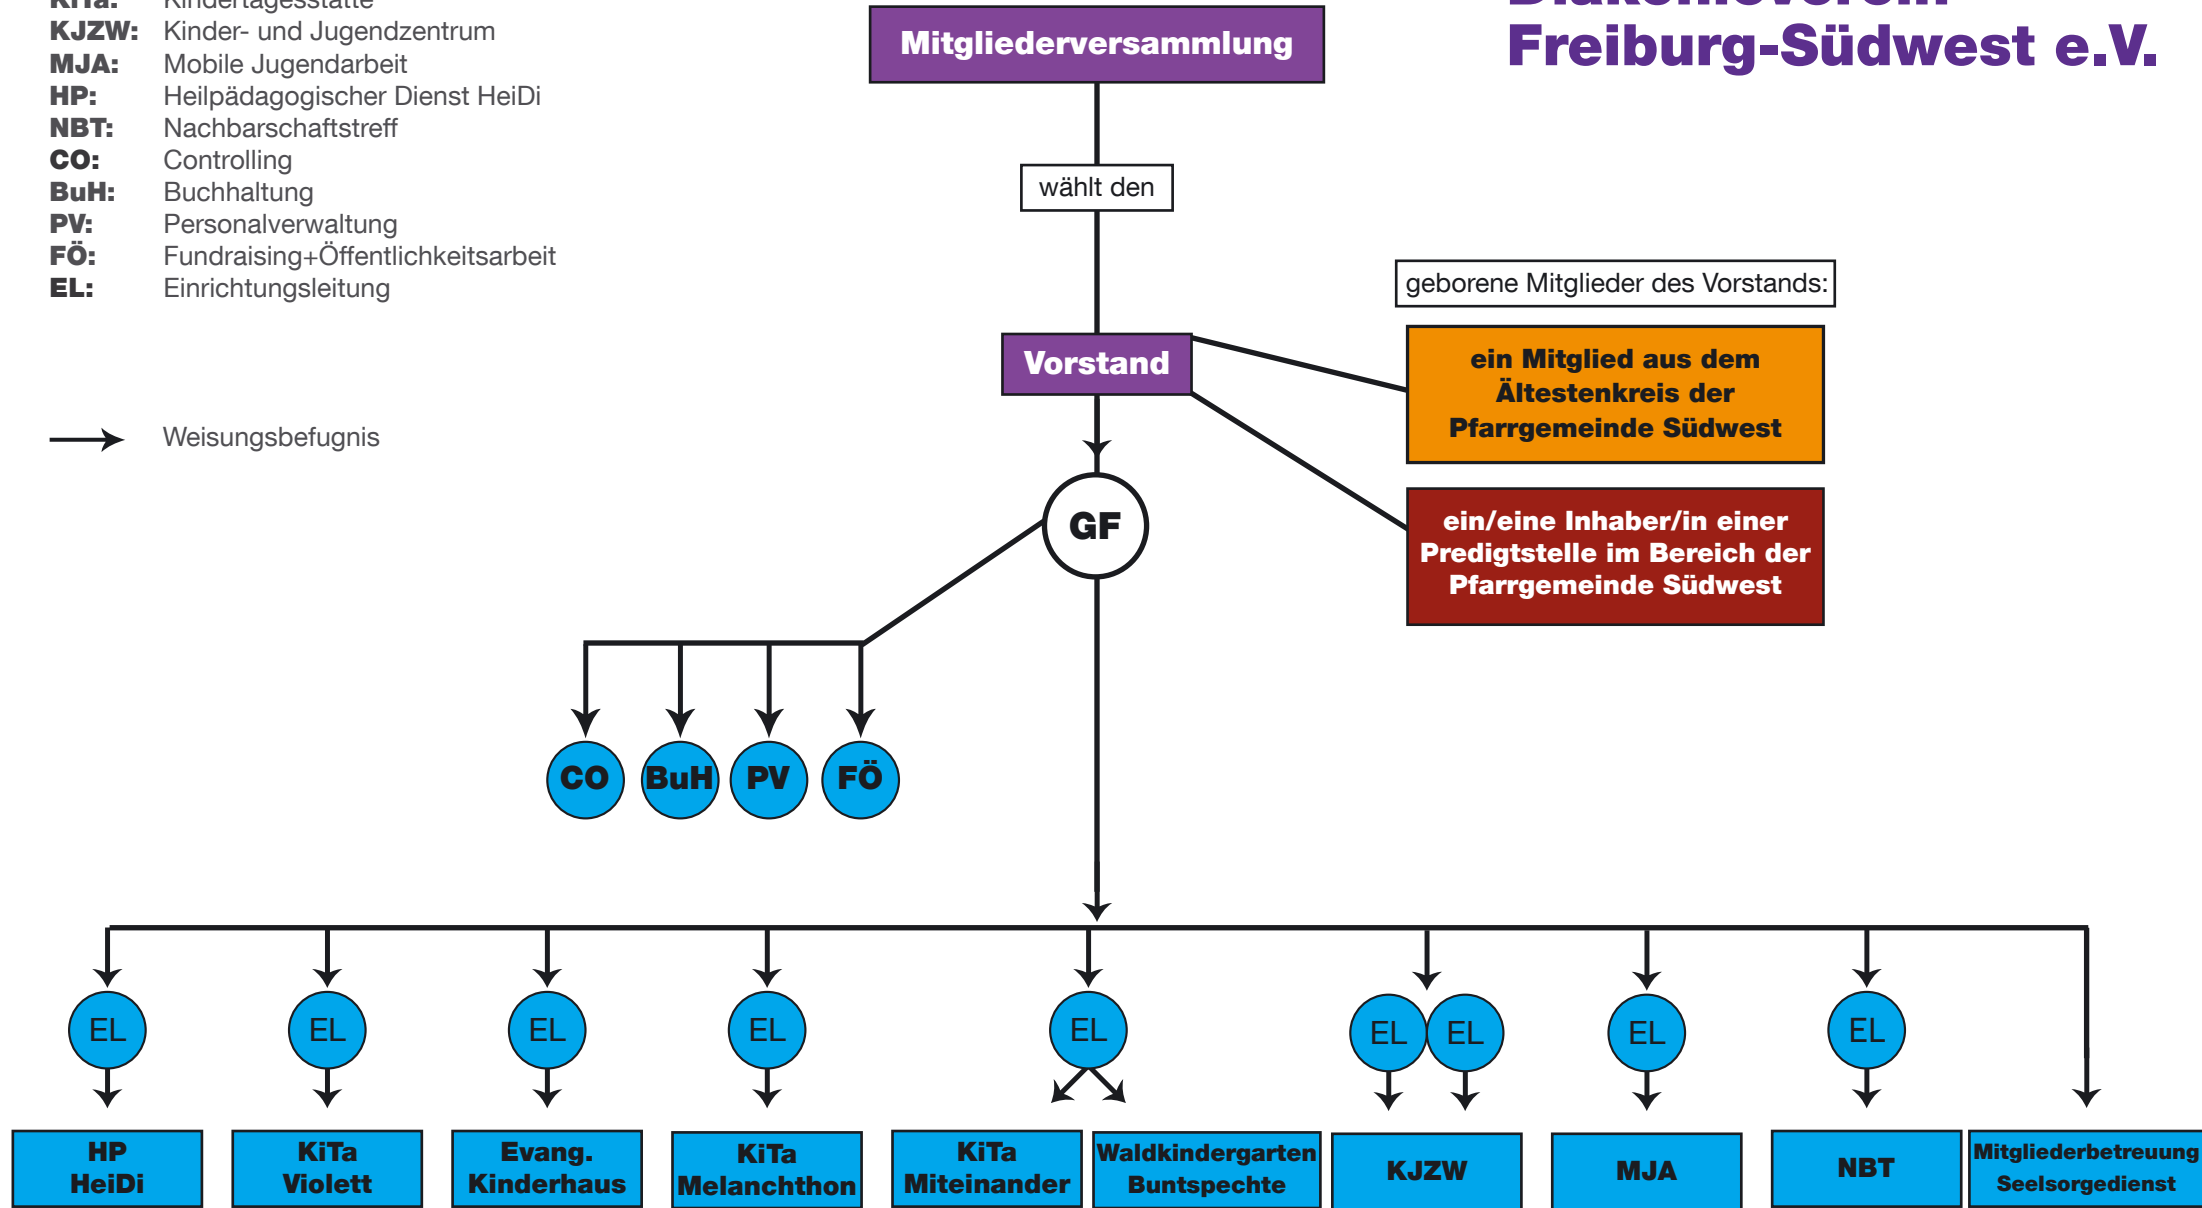 KiTa: Kindertagesstätte
KJZW: Kinder- und Jugendzentrum
MJA: Mobile Jugendarbeit
HP: Heilpädagogischer Dienst HeiDi
NBT: Nachbarschaftstreff
CO: Controlling
BuH: Buchhaltung
PV: Personalverwaltung
FÖ: Fundraising+Öffentlichkeitsarbeit
EL: Einrichtungsleitung
Weisungsbefugnis
Diakonieverein
Freiburg-Südwest e.V.
Mitgliederversammlung
wählt den
Vorstand
geborene Mitglieder des Vorstands:
ein Mitglied aus dem
Ältestenkreis der
Pfarrgemeinde Südwest
ein/eine Inhaber/in einer
Predigtstelle im Bereich der
Pfarrgemeinde Südwest
GF
CO BuH PV FÖ
EL EL EL EL EL EL EL EL EL
HP
HeiDi
KiTa
Violett
Evang.
Kinderhaus
KiTa
Melanchthon
KiTa
Miteinander
Waldkindergarten
Buntspechte
KJZW
MJA
NBT
Mitgliederbetreuung
Seelsorgedienst